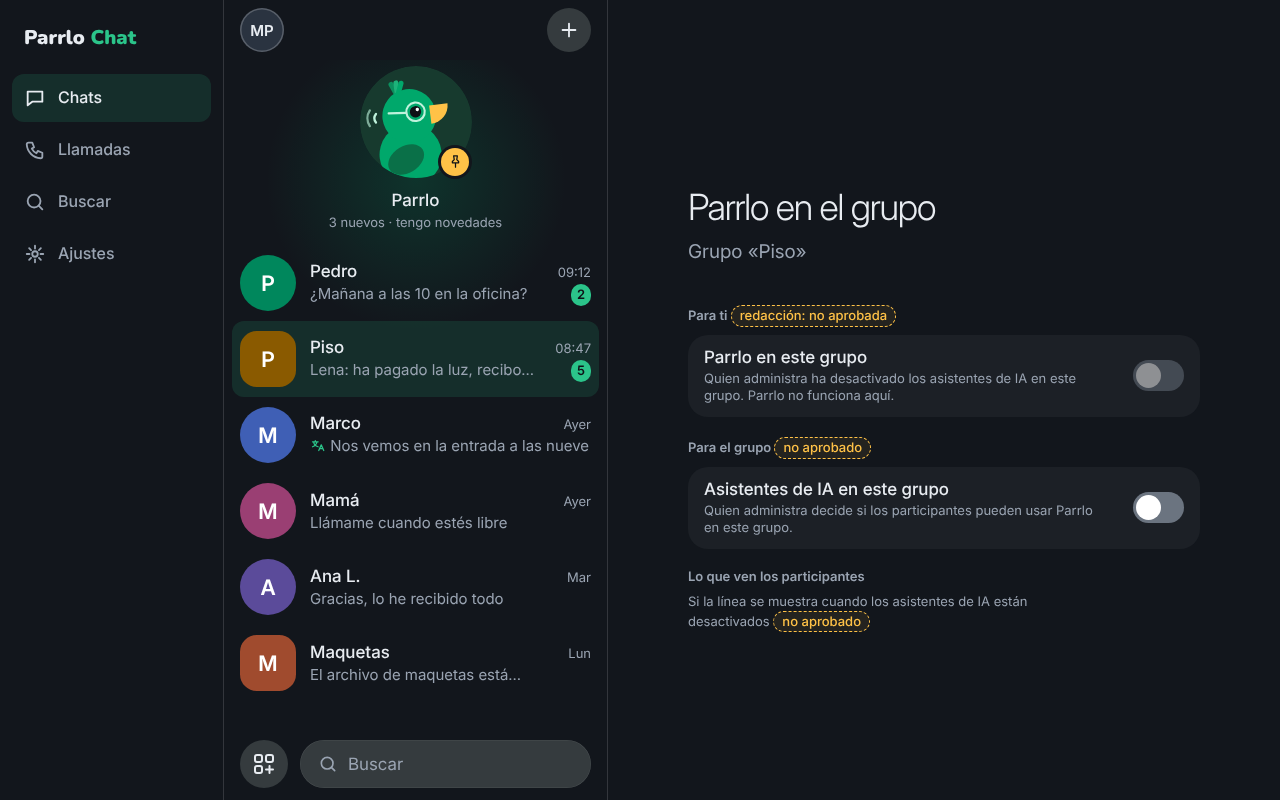 Parrlo Chat
Chats
Llamadas
Buscar
Ajustes
MP
Parrlo
3 nuevos · tengo novedades
P
Pedro
09:12
¿Mañana a las 10 en la oficina?
2
P
Piso
08:47
Lena: ha pagado la luz, recibo...
5
M
Marco
Ayer
Nos vemos en la entrada a las nueve
M
Mamá
Ayer
Llámame cuando estés libre
A
Ana L.
Mar
Gracias, lo he recibido todo
M
Maquetas
Lun
El archivo de maquetas está...
Buscar
Parrlo en el grupo
Grupo «Piso»
Para ti redacción: no aprobada
Parrlo en este grupo
Quien administra ha desactivado los asistentes de IA en este
grupo. Parrlo no funciona aquí.
Para el grupo no aprobado
Asistentes de IA en este grupo
Quien administra decide si los participantes pueden usar Parrlo
en este grupo.
Lo que ven los participantes
Si la línea se muestra cuando los asistentes de IA están
desactivados no aprobado